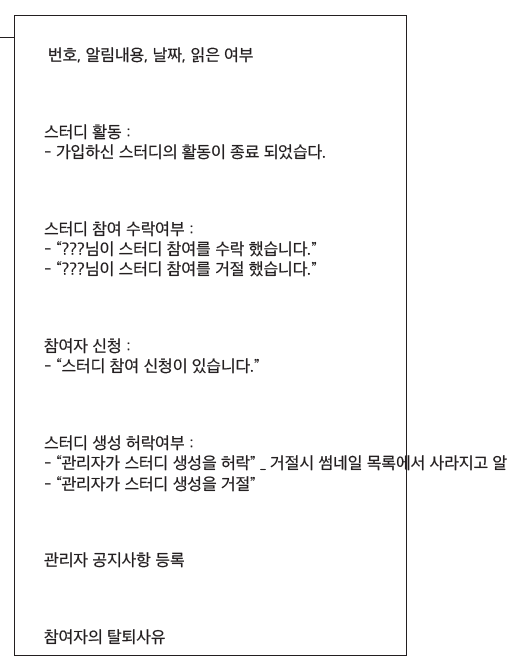 번호, 알림내용, 날짜, 읽은 여부
스터디 활동 :
- 가입하신 스터디의 활동이 종료 되었습다.
스터디 참여 수락여부 :
- “???님이 스터디 참여를 수락 했습니다.”
- “???님이 스터디 참여를 거절 했습니다.”
참여자 신청 :
- “스터디 참여 신청이 있습니다.”
스터디 생성 허락여부 :
- “관리자가 스터디 생성을 허락” _ 거절시 썸네일 목록에서 사라지고 알
- “관리자가 스터디 생성을 거절”
관리자 공지사항 등록
참여자의 탈퇴사유